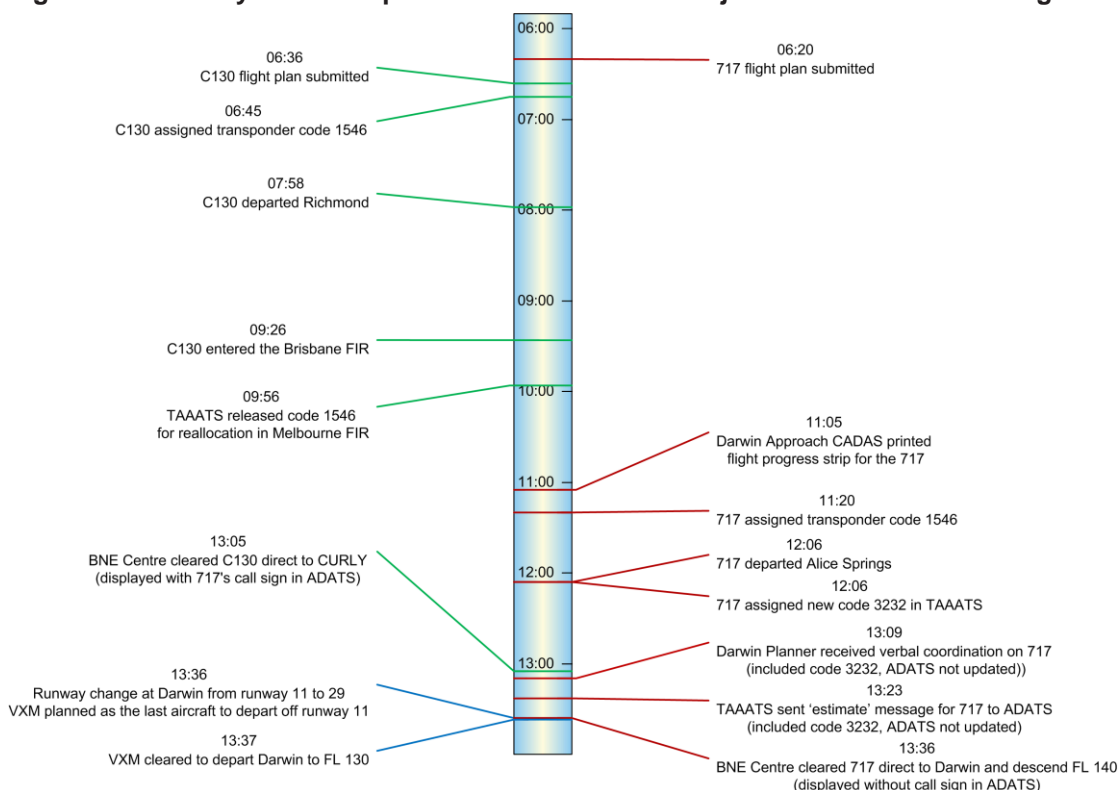 06:36
C130 flight plan submitted
06:45
C130 assigned transponder code 1546
07:58
C130 departed Richmond
09:26
C130 entered the Brisbane FIR
09:56
TAAATS released code 1546
for reallocation in Melbourne FIR
13:05
BNE Centre cleared C130 direct to CURLY
(displayed with 717's call sign in ADATS)
13:36
Runway change at Darwin from runway 11 to 29
VXM planned as the last aircraft to depart off runway 11
13:37
VXM cleared to depart Darwin to FL 130
06:00
07:00
08:00
09:00
10:00
11:00
12:00
13:00
06:20
717 flight plan submitted
11:05
Darwin Approach CADAS printed
flight progress strip for the 717
11:20
717 assigned transponder code 1546
12:06
717 departed Alice Springs
12:06
717 assigned new code 3232 in TAAATS
13:09
Darwin Planner received verbal coordination on 717
(included code 3232, ADATS not updated))
13:23
TAAATS sent ‘estimate’ message for 717 to ADATS
(included code 3232, ADATS not updated)
13:36
BNE Centre cleared 717 direct to Darwin and descend FL 140
(displayed without call sign in ADATS)